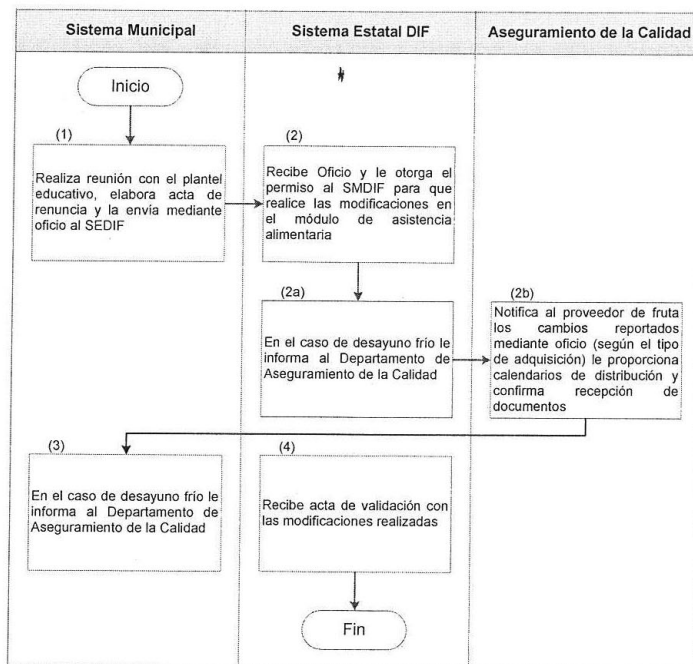 Sistema Municipal
Sistema Estatal DIF
Aseguramiento de la Calidad
Inicio
(1)
Realiza reunión con el plantel
educativo, elabora acta de
renuncia y la envía mediante
oficio al SEDIF
(2)
Recibe Oficio y le otorga el
permiso al SMDIF para que
realice las modificaciones en
el módulo de asistencia
alimentaria
(2a)
En el caso de desayuno frío le
informa al Departamento de
Aseguramiento de la Calidad
(2b)
Notifica al proveedor de fruta
los cambios reportados
mediante oficio (según el tipo
de adquisición) le proporciona
calendarios de distribución y
confirma recepción de
documentos
(3)
En el caso de desayuno frío le
informa al Departamento de
Aseguramiento de la Calidad
(4)
Recibe acta de validación con
las modificaciones realizadas
Fin